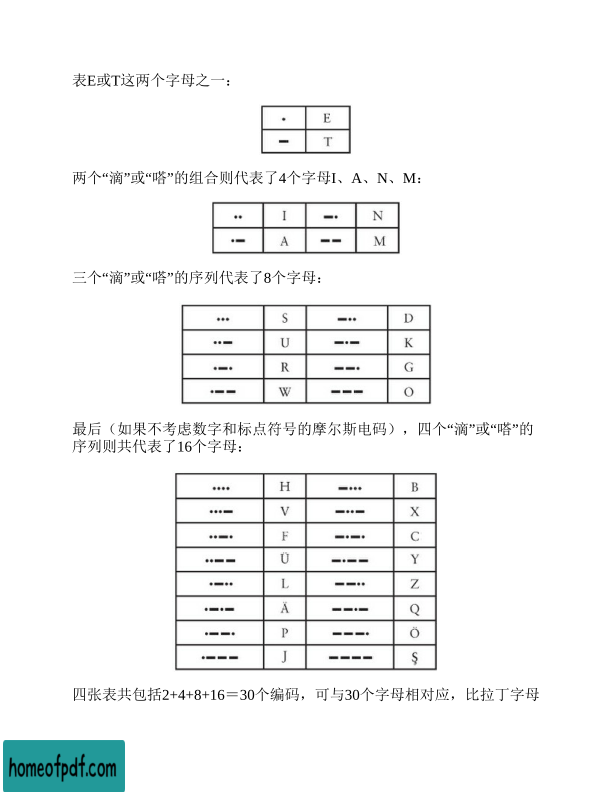 表E或T这两个字母之一：
· E
− T
两个“滴”或“嗒”的组合则代表了4个字母I、A、N、M：
·· I −· N
·− A −− M
三个“滴”或“嗒”的序列代表了8个字母：
··· S −·· D
··− U −·− K
·−· R −−· G
·−− W −−− O
最后（如果不考虑数字和标点符号的摩尔斯电码），四个“滴”或“嗒”的
序列则共代表了16个字母：
···· H −··· B
···− V −··− X
··−· F −·−· C
··−− Ü −·−− Y
·−·· L −−·· Z
·−·− Ä −−·− Q
·−−· P −−−· Ö
·−−− J −−−− Ş
四张表共包括2+4+8+16＝30个编码，可与30个字母相对应，比拉丁字母
homeofpdf.com